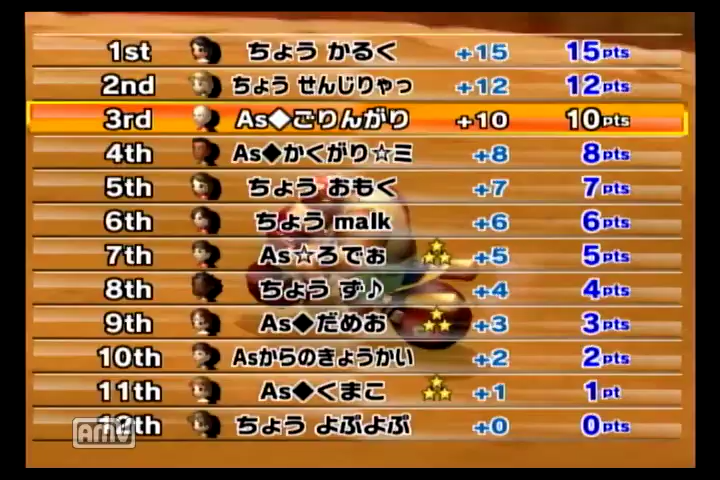 1st ちょう かるく +15 15pts
2nd ちょう せんじりゃっ +12 12pts
3rd As◆ごりんがり +10 10pts
4th As◆かくがり☆ミ +8 8pts
5th ちょう おもく +7 7pts
6th ちょう malk +6 6pts
7th As☆ろでぉ +5 5pts
8th ちょう ず♪ +4 4pts
9th As◆だめお +3 3pts
10th Asからのきょうかい +2 2pts
11th As◆くまこ +1 1pt
12th ちょう よぷよぷ +0 0pts